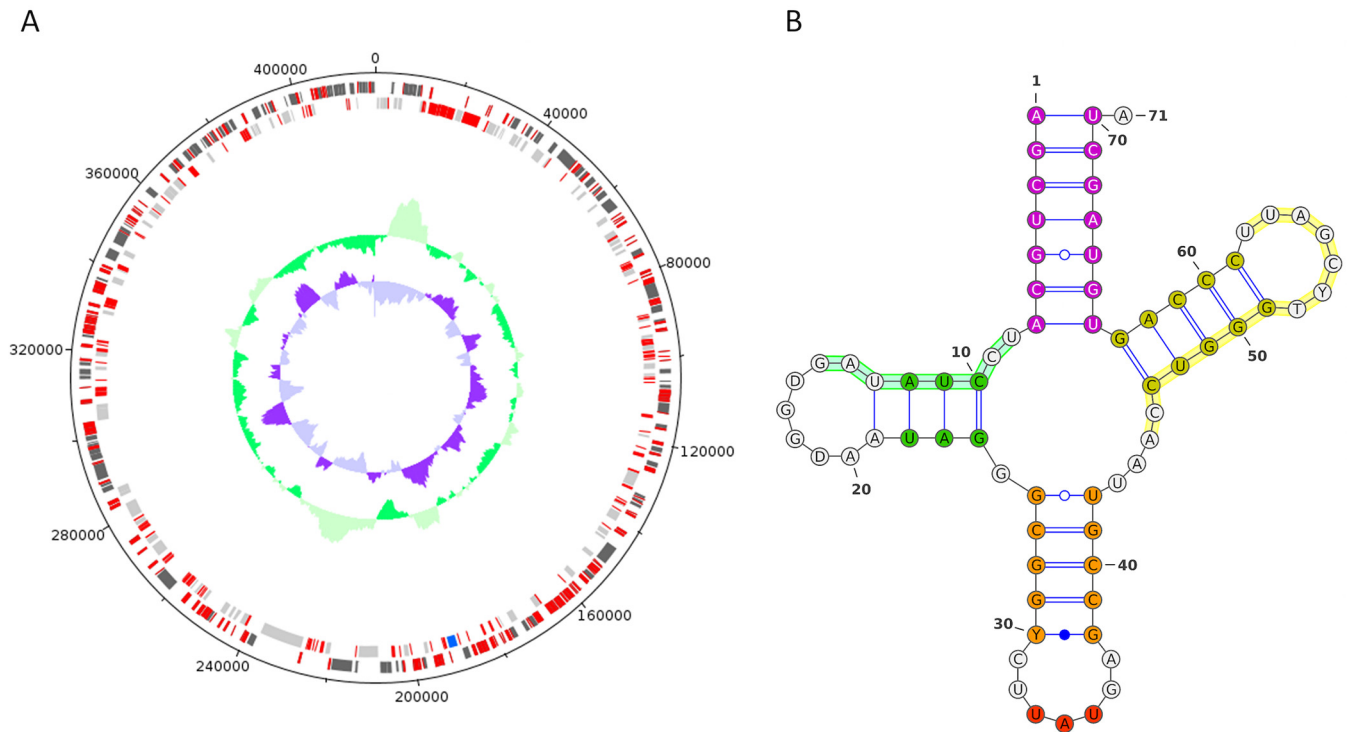 A
B
0
40000
80000
120000
160000
200000
240000
280000
320000
360000
400000
1
A U A 71
70
G C
C G
U A
G U
C G
A U
U
C
10
C U A U A G D G G D A A U A G
20
G
G C G G Y C U U A U G A G C C G U
30
40
U A A C
C U G G G T Y C G A U U C C C A G
50
60